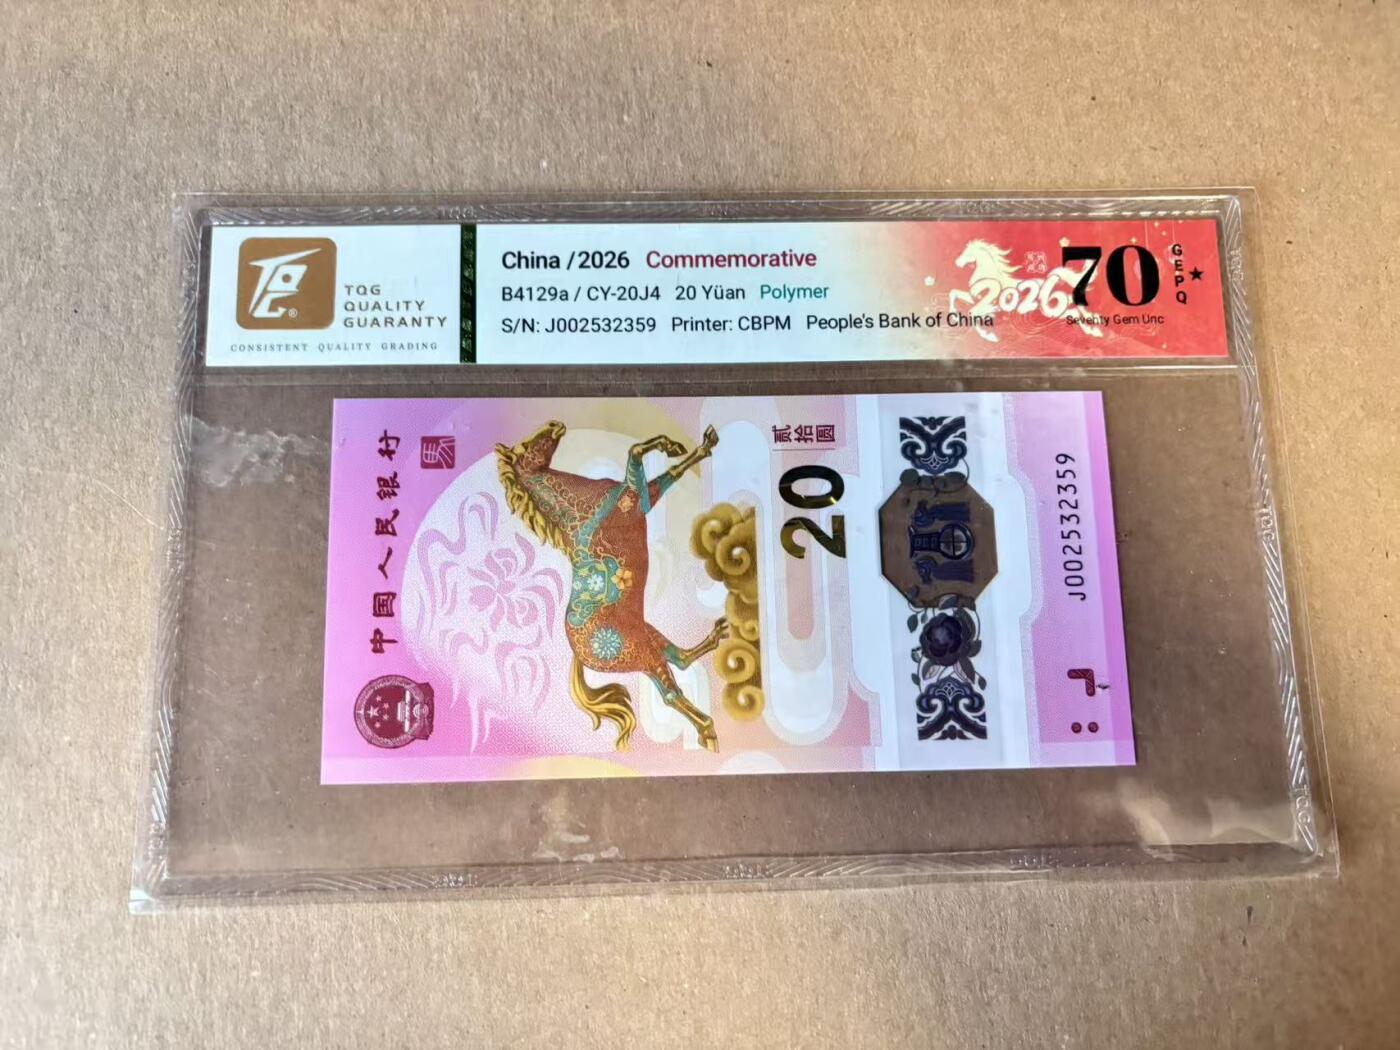 TQG
QUALITY
GUARANTY
CONSISTENT QUALITY GRADING
China / 2026 Commemorative
B4129a / CY-20J4 20 Yüan Polymer
S/N: J002532359 Printer: CBPM People's Bank of China
2026
70
GEPQ★
Seventy Gem Unc
中国人民银行
馬
贰拾圆
20
J002532359